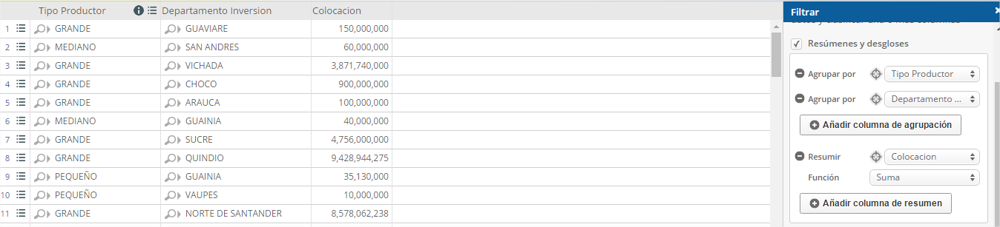 Tipo Productor Departamento Inversion Colocacion
1 GRANDE GUAVIARE 150,000,000
2 MEDIANO SAN ANDRES 60,000,000
3 GRANDE VICHADA 3,871,740,000
4 GRANDE CHOCO 900,000,000
5 GRANDE ARAUCA 100,000,000
6 MEDIANO GUAINIA 40,000,000
7 GRANDE SUCRE 4,756,000,000
8 GRANDE QUINDIO 9,428,944,275
9 PEQUEÑO GUAINIA 35,130,000
10 PEQUEÑO VAUPES 10,000,000
11 GRANDE NORTE DE SANTANDER 8,578,062,238
Filtrar
Resúmenes y desgloses
Agrupar por Tipo Productor
Agrupar por Departamento ...
Añadir columna de agrupación
Resumir Colocacion
Función Suma
Añadir columna de resumen